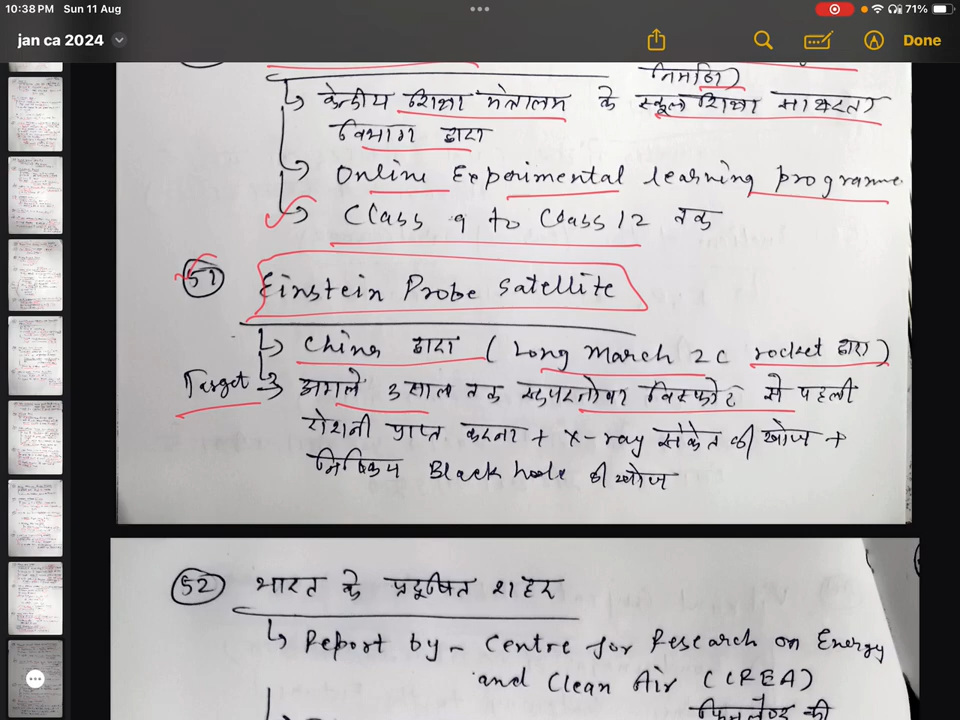 10:38 PM Sun 11 Aug
71%
jan ca 2024
Done
निर्माता)
केन्द्रीय शिक्षा मंत्रालय के स्कूल शिक्षा साक्षरता
विभाग द्वारा
Online Experimental learning programme
Class 9 to Class 12 तक
51 Einstein Probe Satellite
China द्वारा (Long March 2C rocket द्वारा)
Target अगले 3 साल तक सुपरनोवा विस्फोट से पहली
रोशनी प्राप्त करना + X-ray संकेत की खोज +
निष्क्रिय Black hole की खोज
52 भारत के प्रदूषित शहर
Report by - Centre for Research on Energy
and Clean Air (CREA)
फिनलैण्ड की